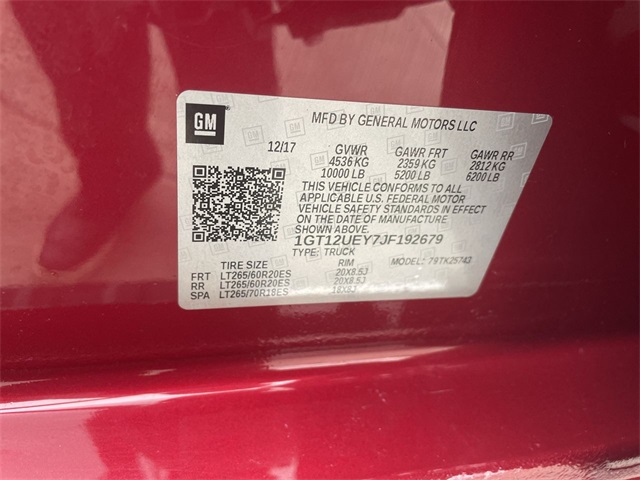 GM
MFD BY GENERAL MOTORS LLC
12/17 GVWR GAWR FRT GAWR RR
4536 KG 2359 KG 2812 KG
10000 LB 5200 LB 6200 LB
THIS VEHICLE CONFORMS TO ALL
APPLICABLE U.S. FEDERAL MOTOR
VEHICLE SAFETY STANDARDS IN EFFECT
ON THE DATE OF MANUFACTURE
SHOWN ABOVE.
1GT12UEY7JF192679
TYPE: TRUCK
TIRE SIZE RIM 79TK25743
FRT LT265/60R20ES 20X8.5J
RR LT265/60R20ES 20X8.5J
SPA LT265/70R18ES 18X8J